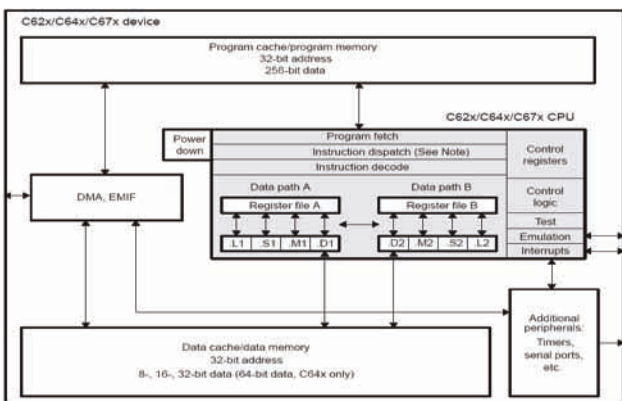 C62x/C64x/C67x device
Program cache/program memory
32-bit address
256-bit data
C62x/C64x/C67x CPU
Power
down
Program fetch
Instruction dispatch (See Note)
Instruction decode
Control
registers
DMA, EMIF
Data path A
Data path B
Register file A
Register file B
.L1 .S1 .M1 .D1
.D2 .M2 .S2 .L2
Control
logic
Test
Emulation
Interrupts
Data cache/data memory
32-bit address
8-, 16-, 32-bit data (64-bit data, C64x only)
Additional
peripherals:
Timers,
serial ports,
etc.